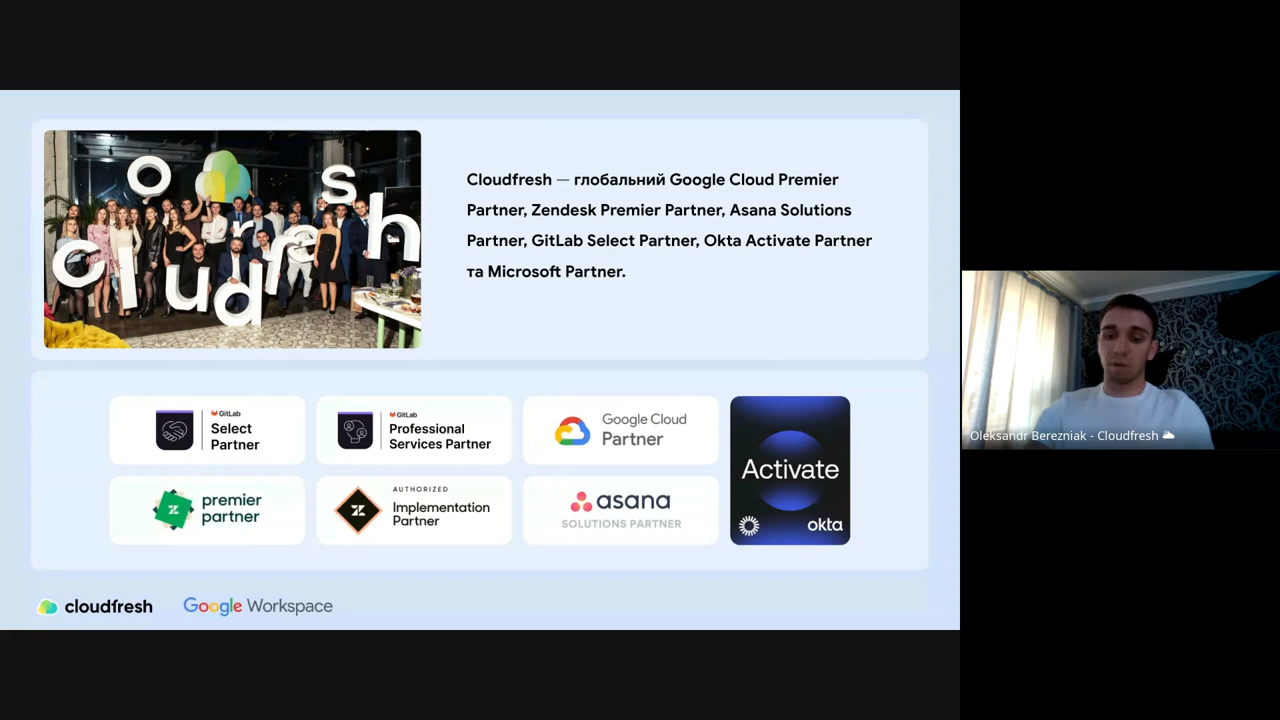 o
s
cl
r
f
e
h
oud
Cloudfresh — глобальний Google Cloud Premier
Partner, Zendesk Premier Partner, Asana Solutions
Partner, GitLab Select Partner, Okta Activate Partner
та Microsoft Partner.
GitLab
Select
Partner
GitLab
Professional
Services Partner
Google Cloud
Partner
Activate
okta
premier
partner
AUTHORIZED
Implementation
Partner
asana
SOLUTIONS PARTNER
Oleksandr Berezniak - Cloudfresh
cloudfresh
Google Workspace